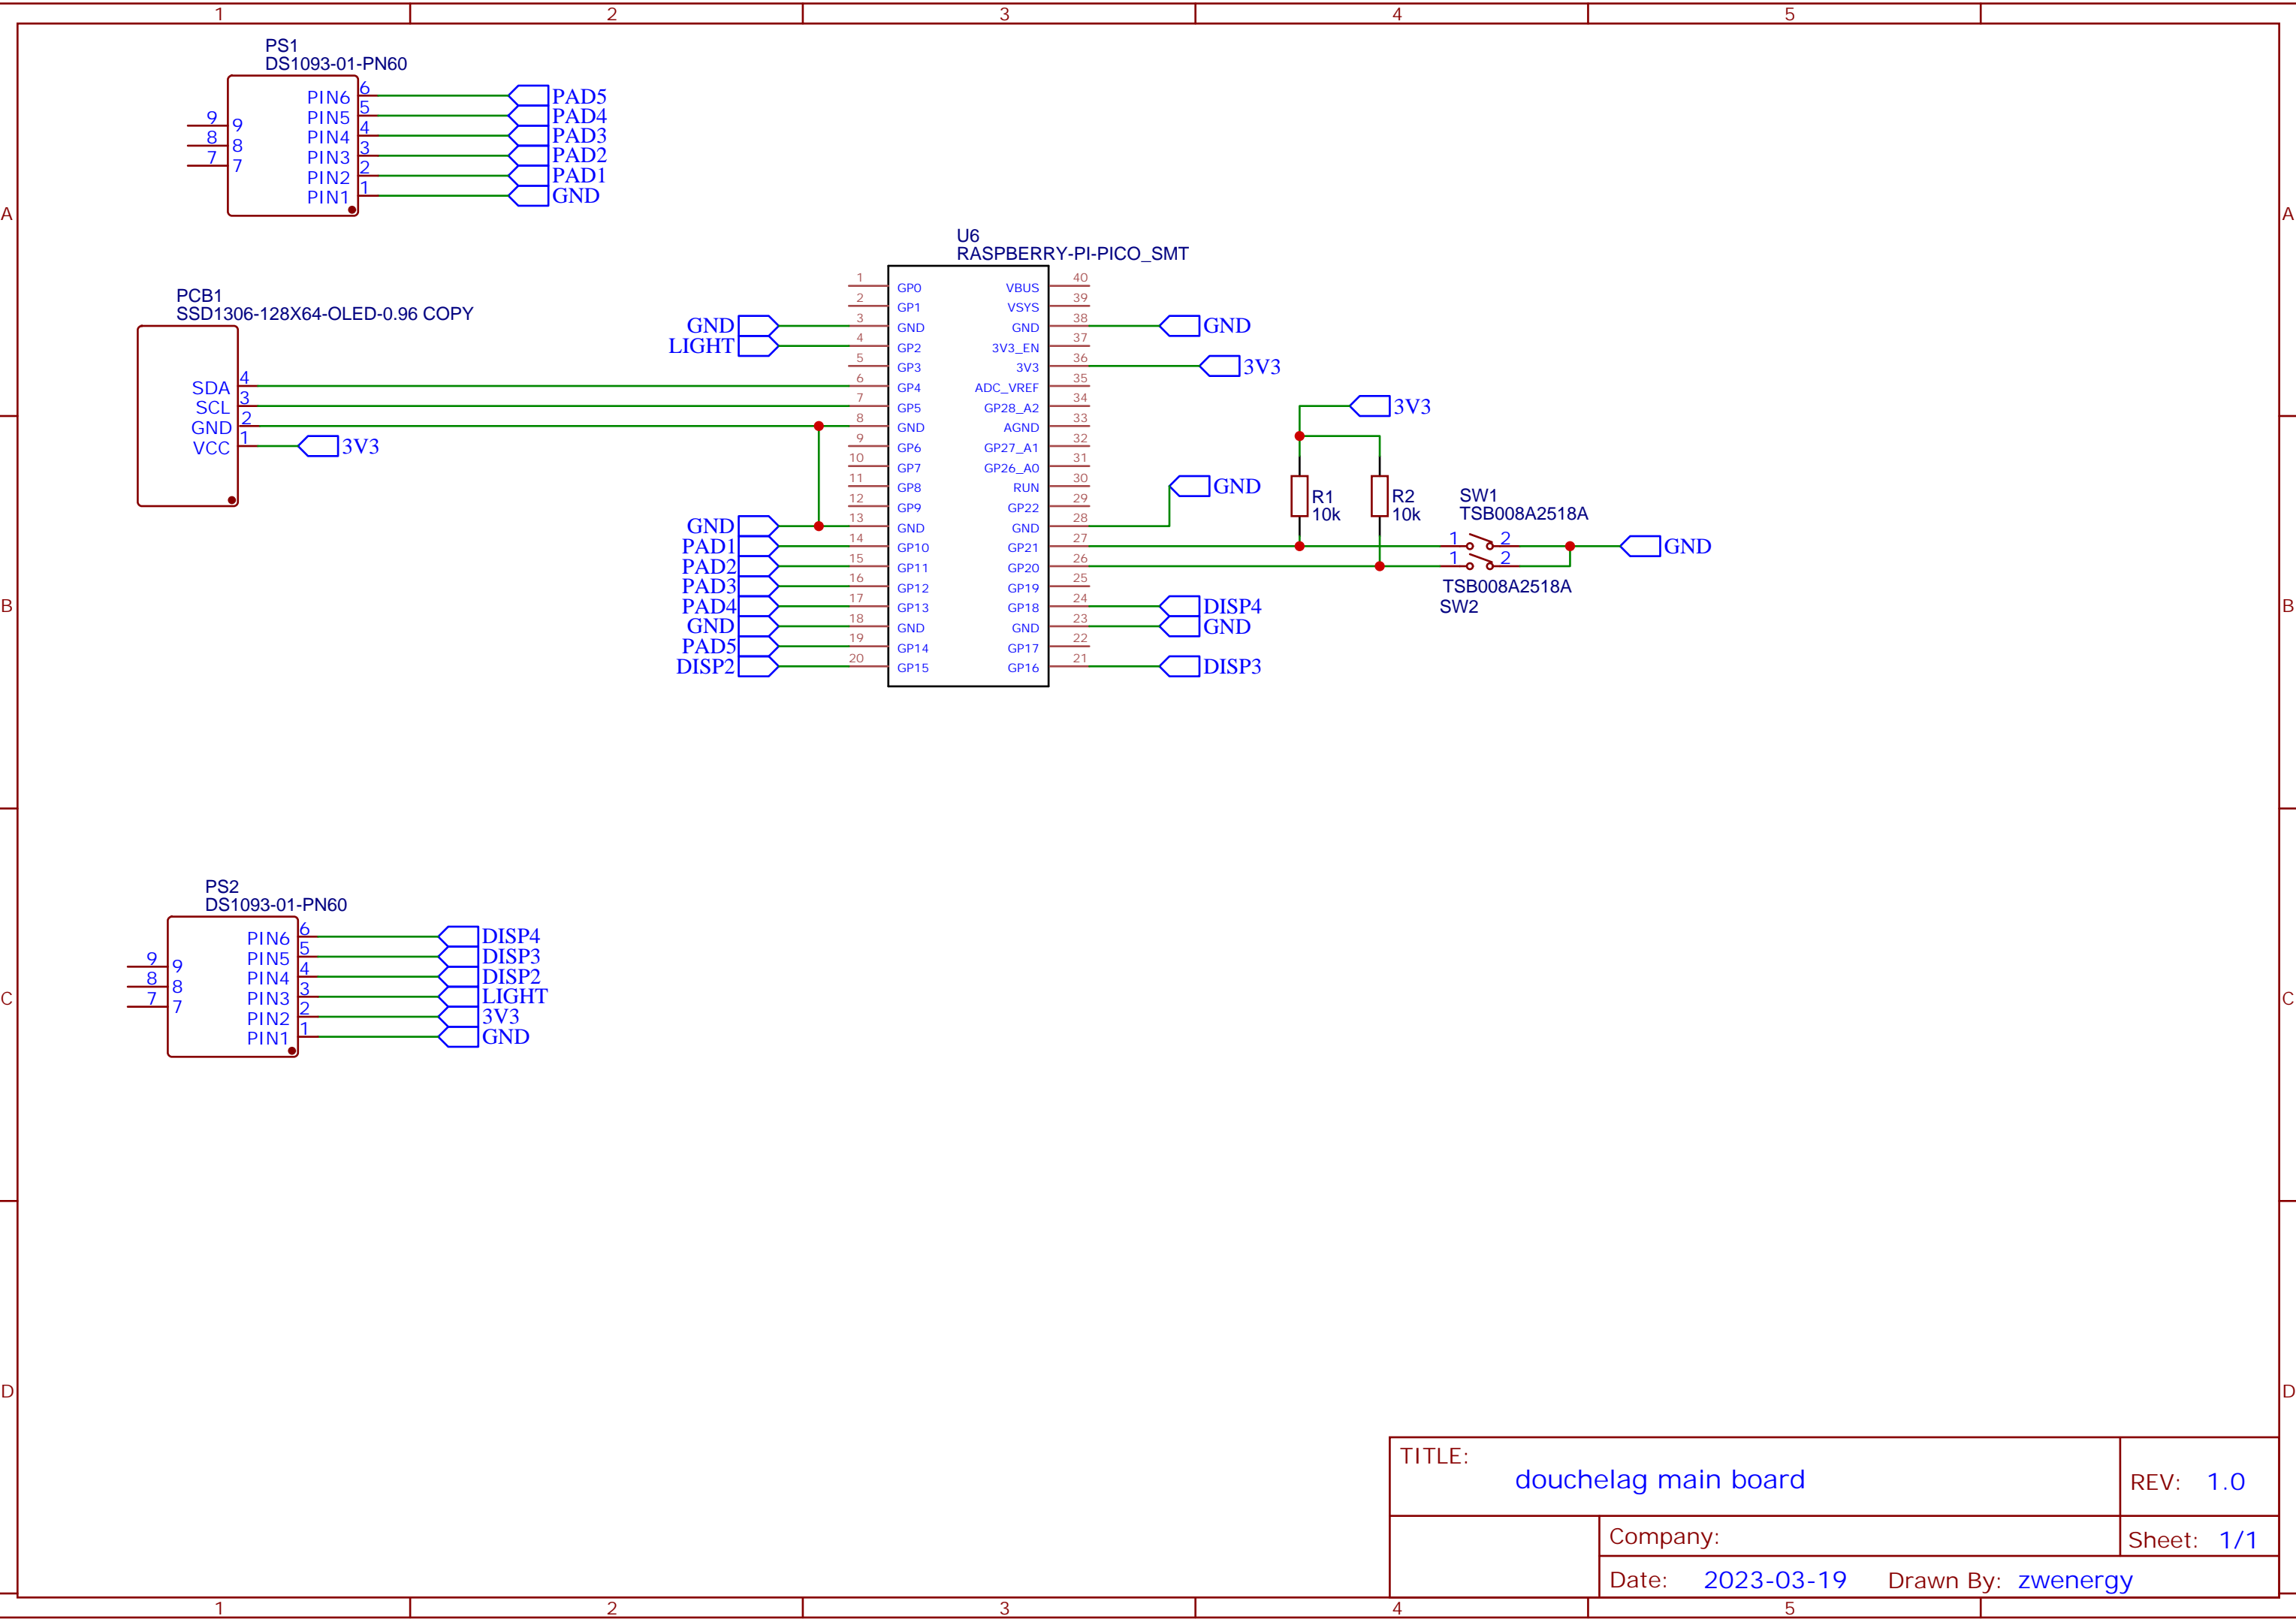 1 2 3 4 5
PS1
DS1093-01-PN60
PIN6 6 PAD5
PIN5 5 PAD4
9 9 PIN4 4 PAD3
8 8 PIN3 3 PAD2
7 7 PIN2 2 PAD1
PIN1 1 GND
A A
U6
RASPBERRY-PI-PICO_SMT
PCB1
SSD1306-128X64-OLED-0.96 COPY
SDA 4
SCL 3
GND 2
VCC 1 3V3
1 GP0 VBUS 40
2 GP1 VSYS 39
GND 3 GND GND 38 GND
LIGHT 4 GP2 3V3_EN 37
5 GP3 3V3 36 3V3
6 GP4 ADC_VREF 35
7 GP5 GP28_A2 34
8 GND AGND 33
9 GP6 GP27_A1 32
10 GP7 GP26_A0 31
11 GP8 RUN 30
12 GP9 GP22 29
GND 13 GND GND 28 GND
PAD1 14 GP10 GP21 27
PAD2 15 GP11 GP20 26
PAD3 16 GP12 GP19 25
PAD4 17 GP13 GP18 24 DISP4
GND 18 GND GND 23 GND
PAD5 19 GP14 GP17 22
DISP2 20 GP15 GP16 21 DISP3
3V3
R1
10k
R2
10k
SW1
TSB008A2518A
1 2 GND
1 2
TSB008A2518A
SW2
B B
PS2
DS1093-01-PN60
PIN6 6 DISP4
PIN5 5 DISP3
9 9 PIN4 4 DISP2
8 8 PIN3 3 LIGHT
7 7 PIN2 2 3V3
PIN1 1 GND
C C
D D
TITLE:
douchelag main board
REV: 1.0
Company:
Sheet: 1/1
Date: 2023-03-19 Drawn By: zwenergy
1 2 3 4 5